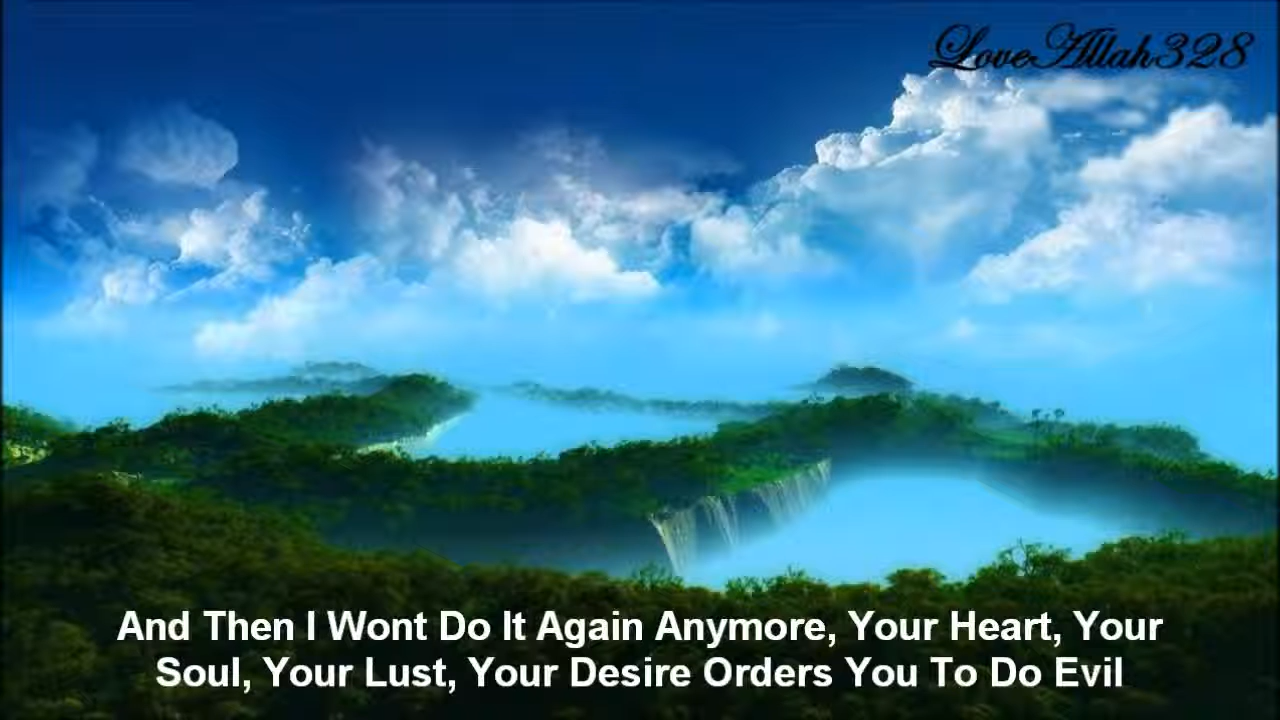 LoveAllah328
And Then I Wont Do It Again Anymore, Your Heart, Your
Soul, Your Lust, Your Desire Orders You To Do Evil